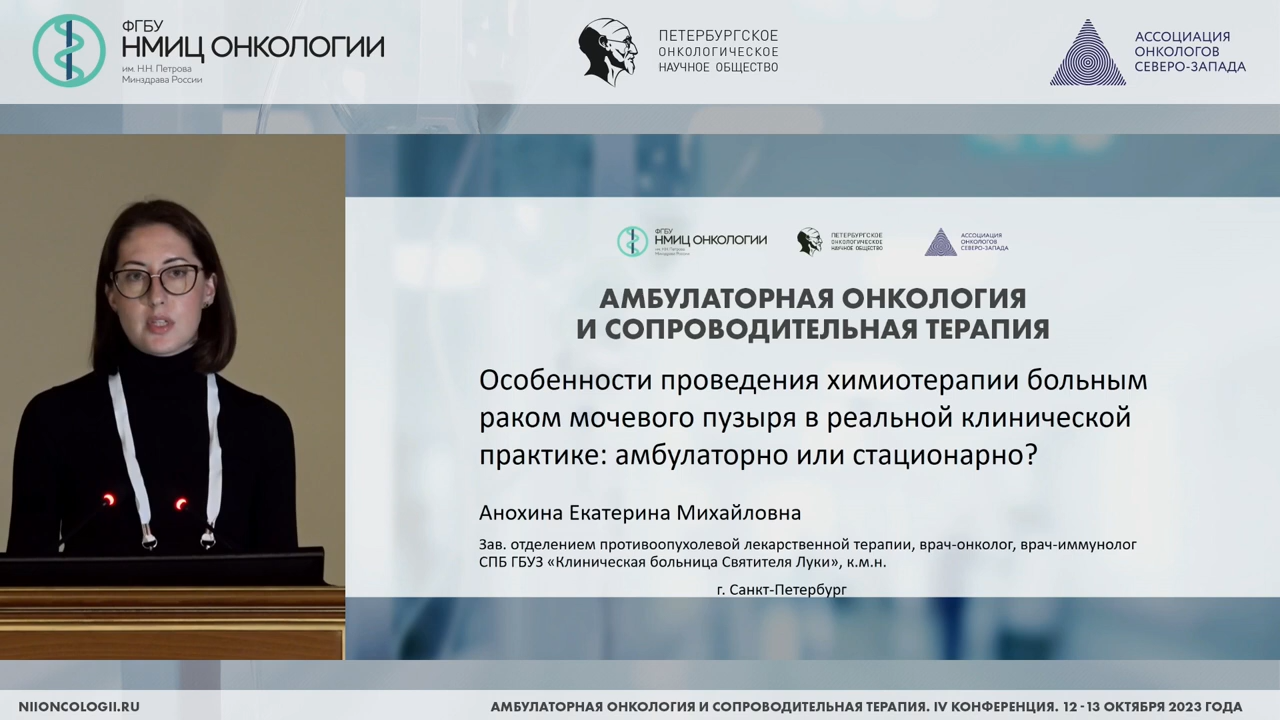 ФГБУ
НМИЦ ОНКОЛОГИИ
им. Н.Н. Петрова
Минздрава России
ПЕТЕРБУРГСКОЕ
ОНКОЛОГИЧЕСКОЕ
НАУЧНОЕ ОБЩЕСТВО
АССОЦИАЦИЯ
ОНКОЛОГОВ
СЕВЕРО-ЗАПАДА
ФГБУ
НМИЦ ОНКОЛОГИИ
им. Н.Н. Петрова
Минздрава России
ПЕТЕРБУРГСКОЕ
ОНКОЛОГИЧЕСКОЕ
НАУЧНОЕ ОБЩЕСТВО
АССОЦИАЦИЯ
ОНКОЛОГОВ
СЕВЕРО-ЗАПАДА
АМБУЛАТОРНАЯ ОНКОЛОГИЯ
И СОПРОВОДИТЕЛЬНАЯ ТЕРАПИЯ
Особенности проведения химиотерапии больным
раком мочевого пузыря в реальной клинической
практике: амбулаторно или стационарно?
Анохина Екатерина Михайловна
Зав. отделением противоопухолевой лекарственной терапии, врач-онколог, врач-иммунолог
СПБ ГБУЗ «Клиническая больница Святителя Луки», к.м.н.
г. Санкт-Петербург
NIIONCOLOGII.RU
АМБУЛАТОРНАЯ ОНКОЛОГИЯ И СОПРОВОДИТЕЛЬНАЯ ТЕРАПИЯ. IV КОНФЕРЕНЦИЯ. 12-13 ОКТЯБРЯ 2023 ГОДА